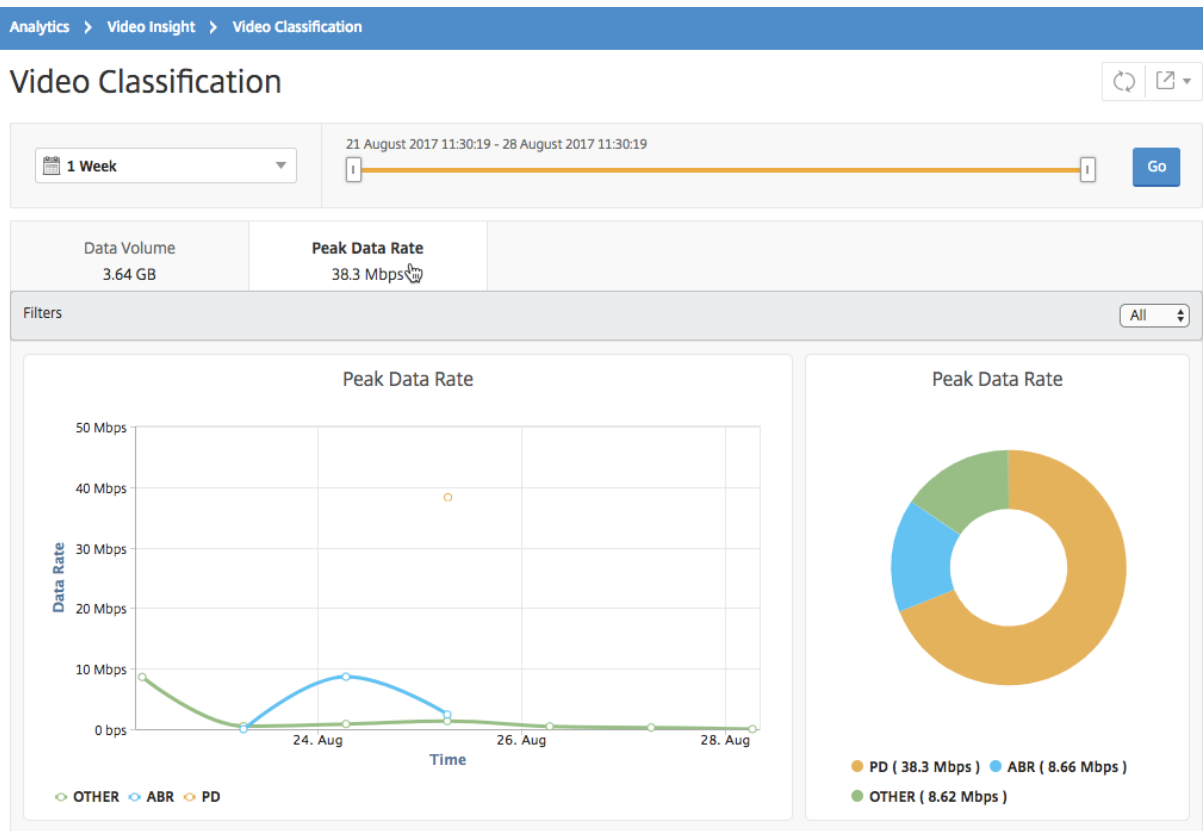 Analytics > Video Insight > Video Classification
Video Classification
1 Week
21 August 2017 11:30:19 - 28 August 2017 11:30:19
Go
Data Volume
3.64 GB
Peak Data Rate
38.3 Mbps
Filters
All
Peak Data Rate
50 Mbps
40 Mbps
30 Mbps
20 Mbps
10 Mbps
0 bps
Data Rate
24. Aug
26. Aug
28. Aug
Time
OTHER ABR PD
Peak Data Rate
PD ( 38.3 Mbps ) ABR ( 8.66 Mbps )
OTHER ( 8.62 Mbps )